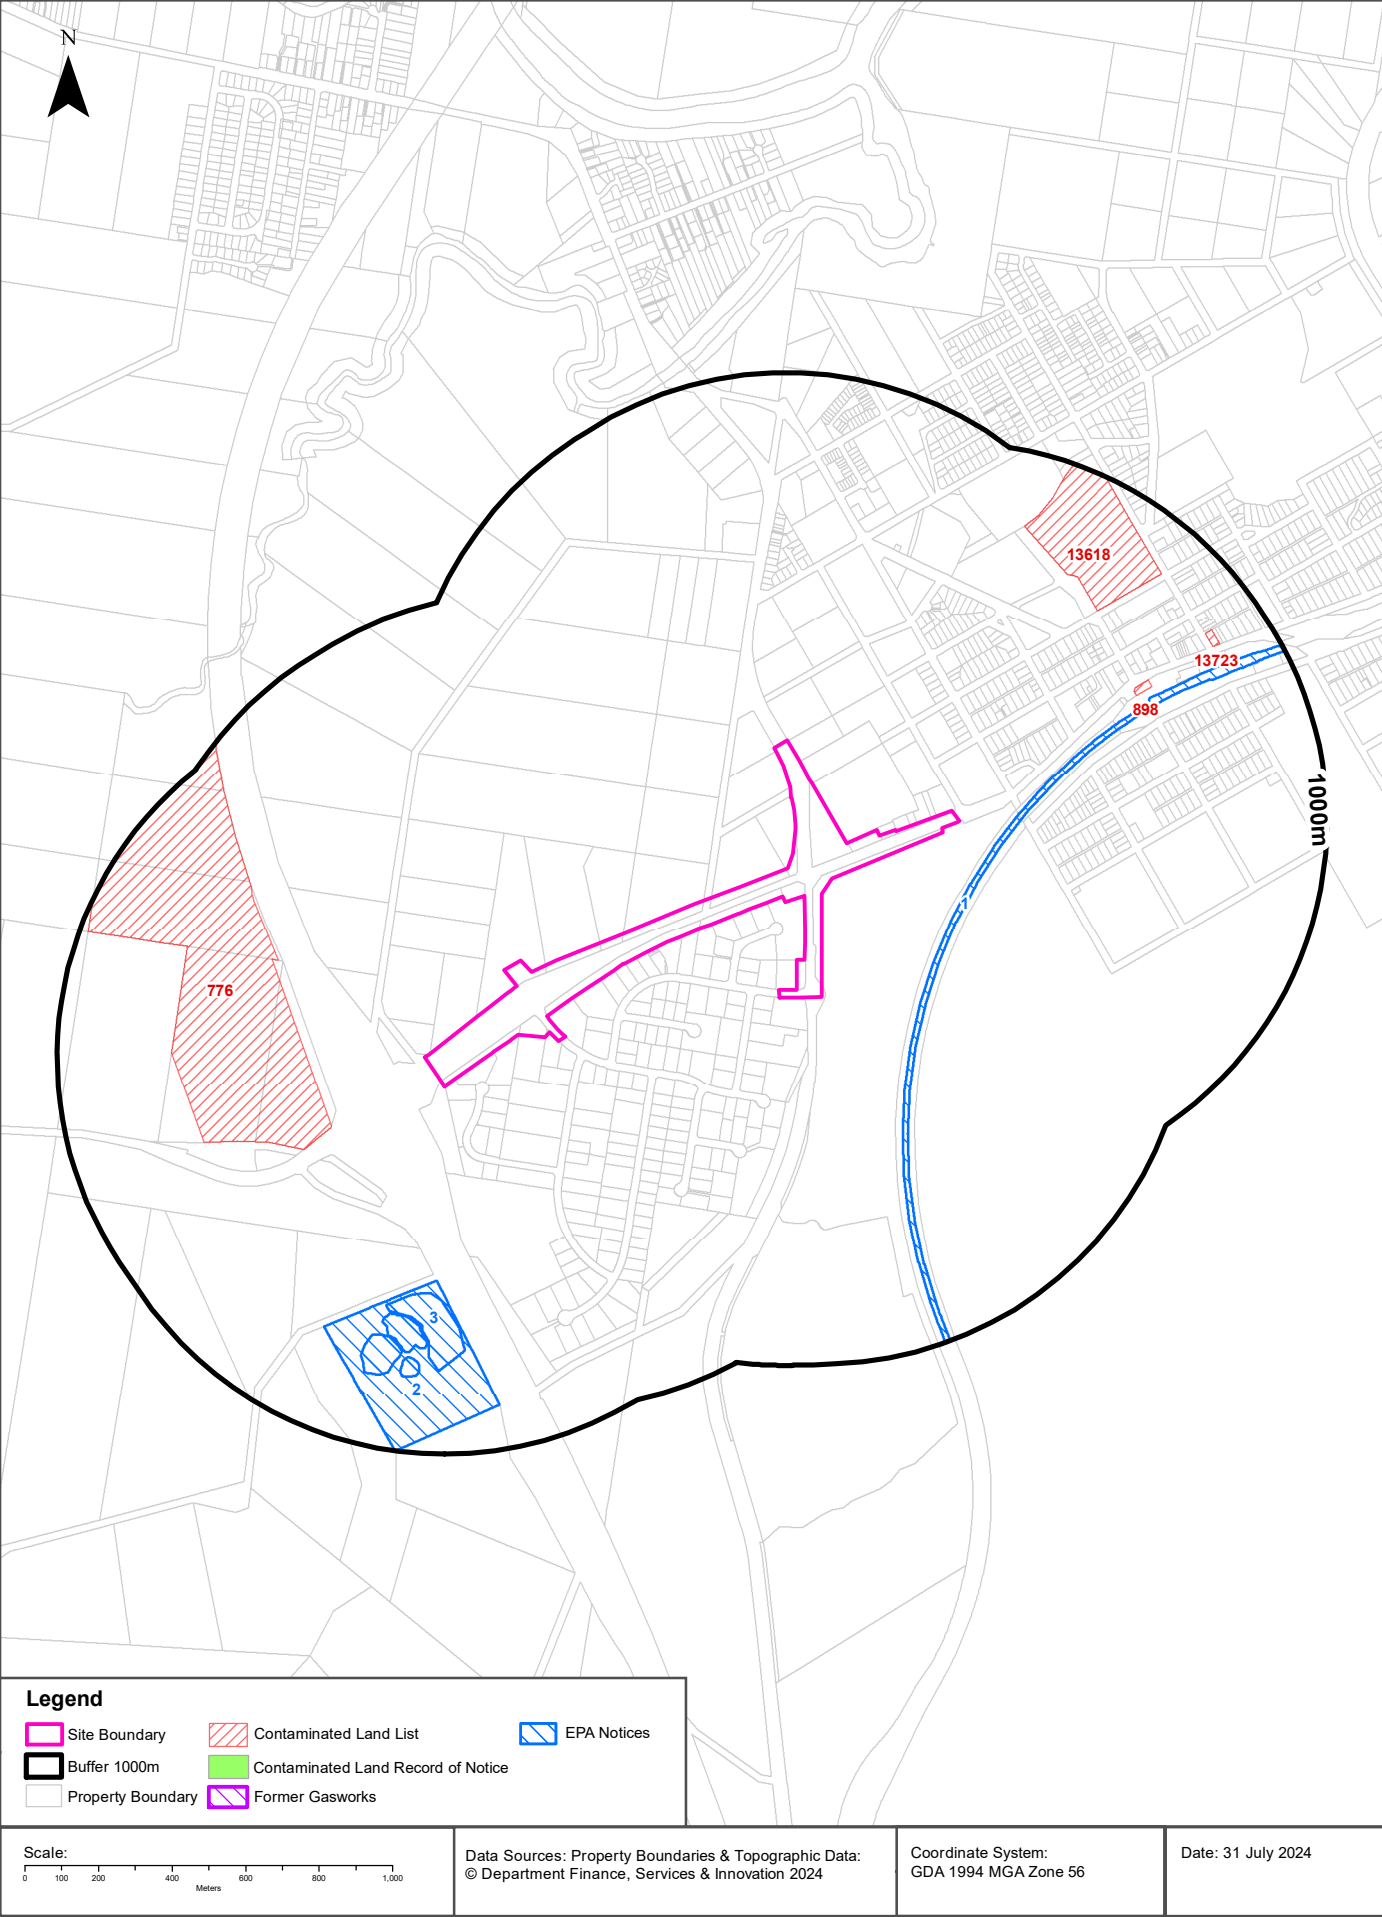 N
13618
13723
898
1000m
1
776
3
2
Legend
Site Boundary
Contaminated Land List
EPA Notices
Buffer 1000m
Contaminated Land Record of Notice
Property Boundary
Former Gasworks
Scale:
0 100 200 400 600 800 1,000
Meters
Data Sources: Property Boundaries & Topographic Data:
© Department Finance, Services & Innovation 2024
Coordinate System:
GDA 1994 MGA Zone 56
Date: 31 July 2024